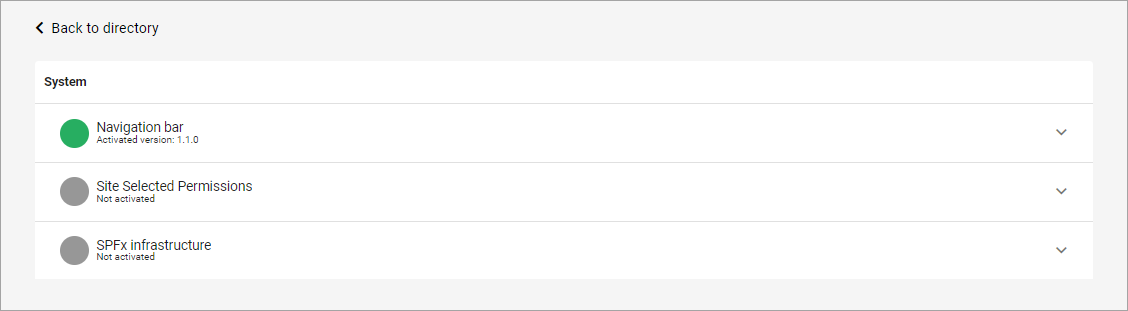 Back to directory
System
Navigation bar
Activated version: 1.1.0
Site Selected Permissions
Not activated
SPFx infrastructure
Not activated